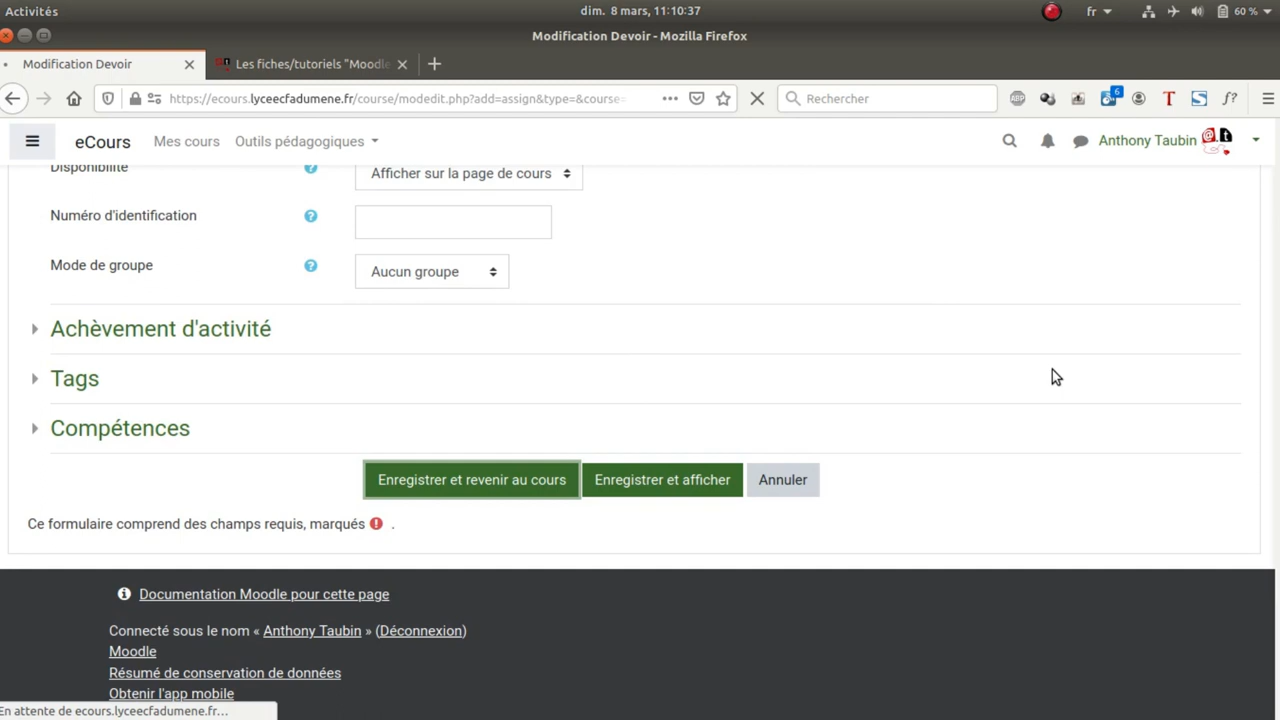 Activités
dim. 8 mars, 11:10:37
fr
60 %
Modification Devoir - Mozilla Firefox
Modification Devoir
Les fiches/tutoriels "Moodle
https://ecours.lyceecfadumene.fr/course/modedit.php?add=assign&type=&course=
Rechercher
ABP
6
T
S
f?
eCours
Mes cours
Outils pédagogiques
Anthony Taubin
Disponibilité
Afficher sur la page de cours
Numéro d'identification
Mode de groupe
Aucun groupe
Achèvement d'activité
Tags
Compétences
Enregistrer et revenir au cours
Enregistrer et afficher
Annuler
Ce formulaire comprend des champs requis, marqués .
Documentation Moodle pour cette page
Connecté sous le nom « Anthony Taubin » (Déconnexion)
Moodle
Résumé de conservation de données
Obtenir l'app mobile
En attente de ecours.lyceecfadumene.fr…